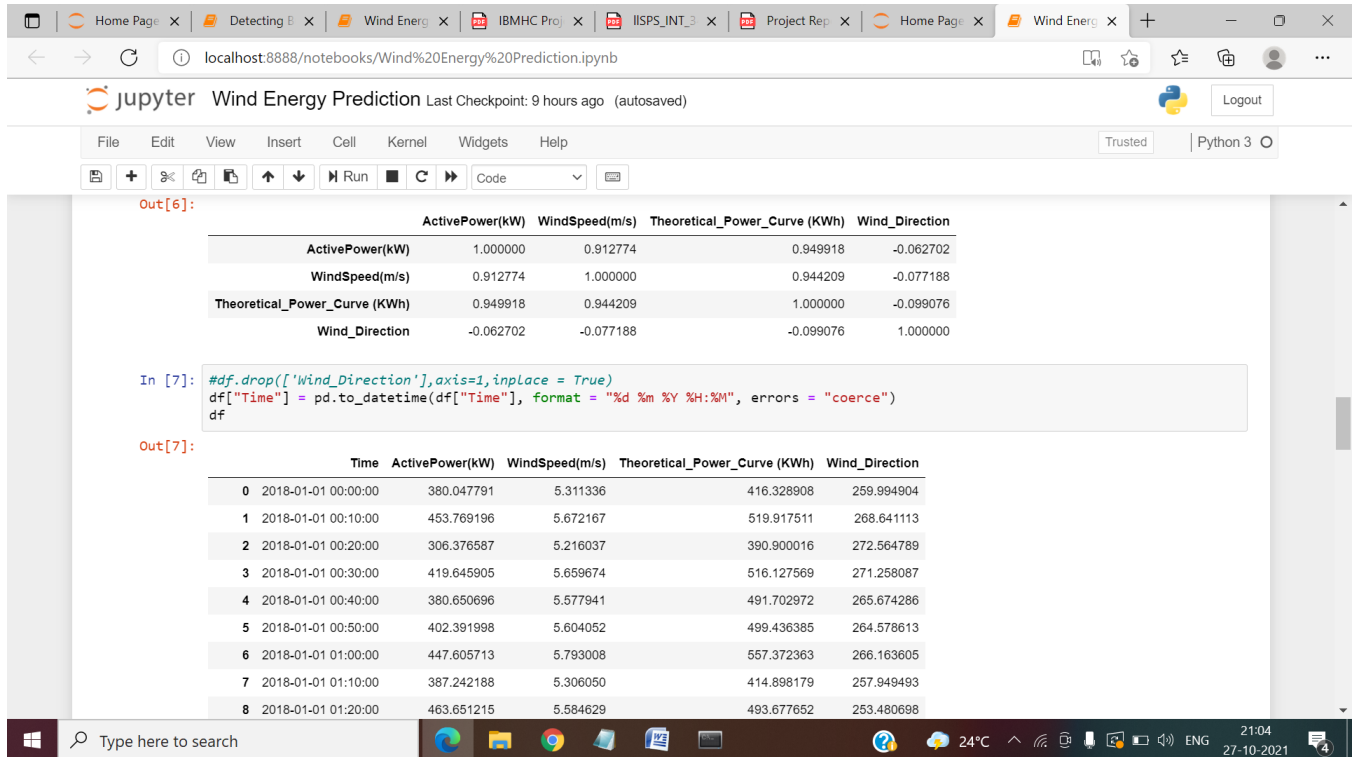 Home Page
Detecting B
Wind Energ
IBMHC Proj
IISPS_INT_3
Project Rep
Home Page
Wind Energ
localhost:8888/notebooks/Wind%20Energy%20Prediction.ipynb
jupyter Wind Energy Prediction Last Checkpoint: 9 hours ago (autosaved)
Logout
File Edit View Insert Cell Kernel Widgets Help
Trusted
Python 3
Run
Code
Out[6]:
ActivePower(kW) WindSpeed(m/s) Theoretical_Power_Curve (KWh) Wind_Direction
ActivePower(kW) 1.000000 0.912774 0.949918 -0.062702
WindSpeed(m/s) 0.912774 1.000000 0.944209 -0.077188
Theoretical_Power_Curve (KWh) 0.949918 0.944209 1.000000 -0.099076
Wind_Direction -0.062702 -0.077188 -0.099076 1.000000
In [7]: #df.drop(['Wind_Direction'],axis=1,inplace = True)
df["Time"] = pd.to_datetime(df["Time"], format = "%d %m %Y %H:%M", errors = "coerce")
df
Out[7]:
Time ActivePower(kW) WindSpeed(m/s) Theoretical_Power_Curve (KWh) Wind_Direction
0 2018-01-01 00:00:00 380.047791 5.311336 416.328908 259.994904
1 2018-01-01 00:10:00 453.769196 5.672167 519.917511 268.641113
2 2018-01-01 00:20:00 306.376587 5.216037 390.900016 272.564789
3 2018-01-01 00:30:00 419.645905 5.659674 516.127569 271.258087
4 2018-01-01 00:40:00 380.650696 5.577941 491.702972 265.674286
5 2018-01-01 00:50:00 402.391998 5.604052 499.436385 264.578613
6 2018-01-01 01:00:00 447.605713 5.793008 557.372363 266.163605
7 2018-01-01 01:10:00 387.242188 5.306050 414.898179 257.949493
8 2018-01-01 01:20:00 463.651215 5.584629 493.677652 253.480698
Type here to search
24°C
ENG
21:04
27-10-2021
4